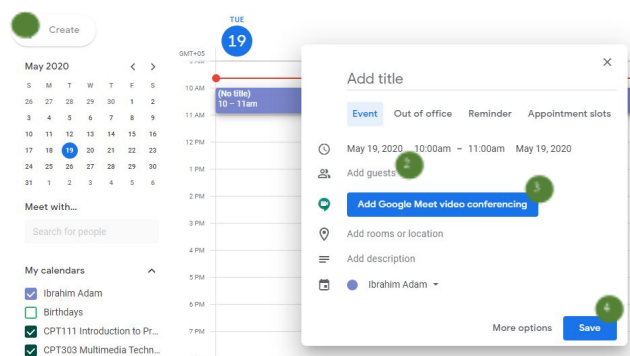 Create
TUE
19
GMT+05
May 2020
S M T W T F S
26 27 28 29 30 1 2
3 4 5 6 7 8 9
10 11 12 13 14 15 16
17 18 19 20 21 22 23
24 25 26 27 28 29 30
31 1 2 3 4 5 6
Meet with...
Search for people
My calendars
Ibrahim Adam
Birthdays
CPT111 Introduction to Pr...
CPT303 Multimedia Techn...
10 AM
11 AM
12 PM
1 PM
2 PM
3 PM
4 PM
5 PM
6 PM
7 PM
(No title)
10 – 11am
Add title
Event Out of office Reminder Appointment slots
May 19, 2020 10:00am – 11:00am May 19, 2020
2
Add guests
3
Add Google Meet video conferencing
Add rooms or location
Add description
Ibrahim Adam
4
More options Save